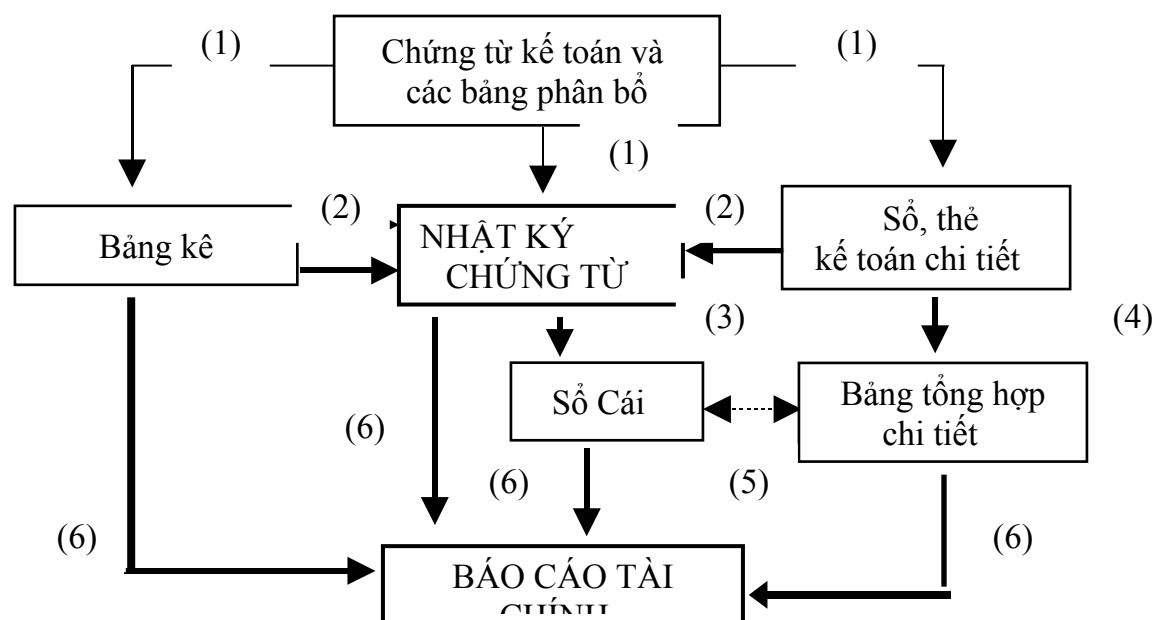 (1)
Chứng từ kế toán và
các bảng phân bổ
(1)
(1)
Bảng kê
(2)
NHẬT KÝ
CHỨNG TỪ
(2)
Sổ, thẻ
kế toán chi tiết
(3)
(4)
Sổ Cái
Bảng tổng hợp
chi tiết
(6)
(6)
(5)
(6)
(6)
BÁO CÁO TÀI
CHÍNH